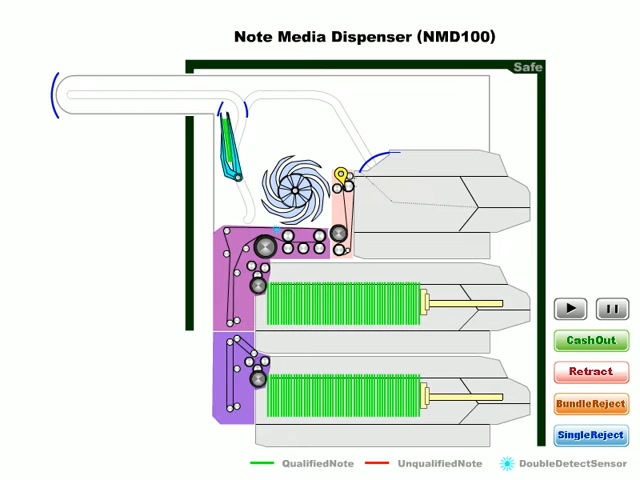 Note Media Dispenser (NMD100)
Safe
CashOut
Retract
BundleReject
SingleReject
QualifiedNote
UnqualifiedNote
DoubleDetectSensor